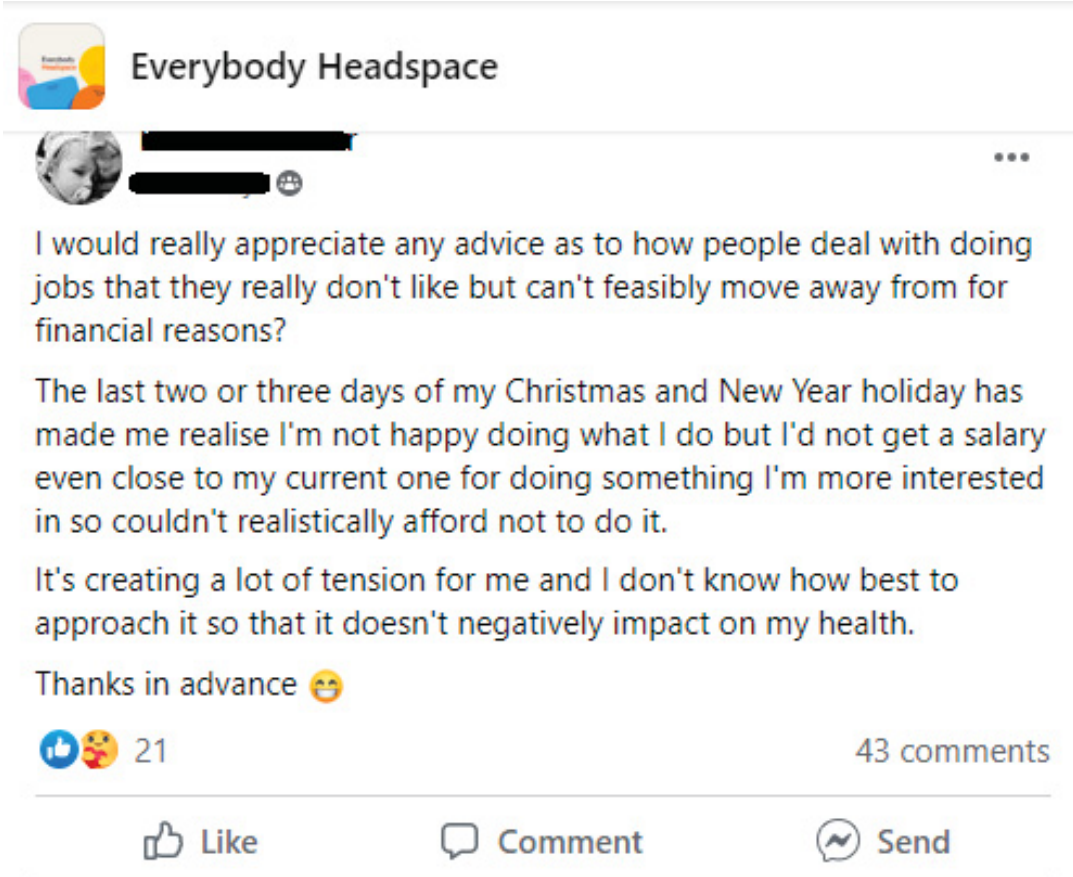 Everybody Headspace
I would really appreciate any advice as to how people deal with doing
jobs that they really don't like but can't feasibly move away from for
financial reasons?
The last two or three days of my Christmas and New Year holiday has
made me realise I'm not happy doing what I do but I'd not get a salary
even close to my current one for doing something I'm more interested
in so couldn't realistically afford not to do it.
It's creating a lot of tension for me and I don't know how best to
approach it so that it doesn't negatively impact on my health.
Thanks in advance 😁
21 43 comments
Like Comment Send